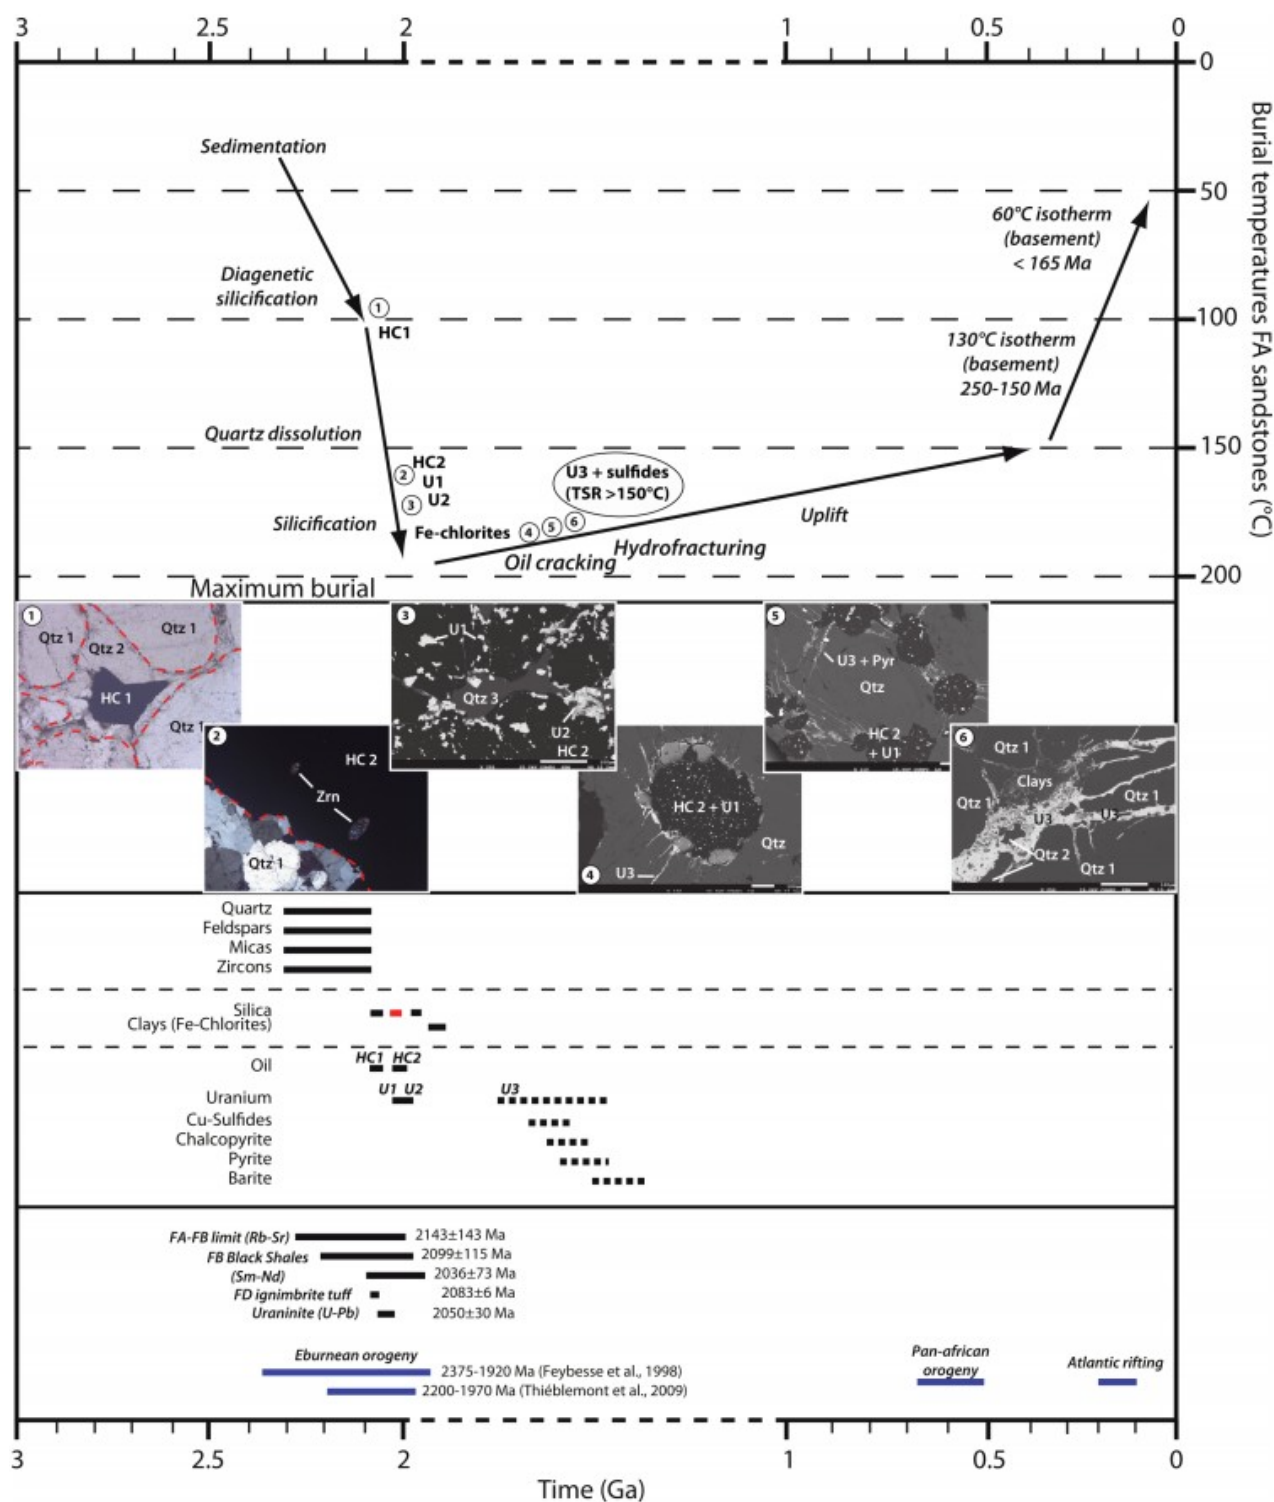 3 2.5 2 1 0.5 0
0
Sedimentation
50
60°C isotherm
(basement)
< 165 Ma
Diagenetic
silicification
1
100
HC1
130°C isotherm
(basement)
250-150 Ma
Burial temperatures FA sandstones (°C)
Quartz dissolution
150
HC2
2
U1
3
U2
U3 + sulfides
(TSR >150°C)
Silicification
Fe-chlorites
4
5
6
Uplift
Hydrofracturing
Oil cracking
200
Maximum burial
1
Qtz 1
Qtz 1
Qtz 2
HC 1
Qtz 1
2
HC 2
Zrn
Qtz 1
3
U1
Qtz 3
U2
HC 2
HC 2 + U1
Qtz
U3
4
5
U3 + Pyr
Qtz
HC 2
+ U1
6
Qtz 1
Clays
Qtz 1
Qtz 1
U3
U3
Qtz 2
Qtz 1
Quartz
Feldspars
Micas
Zircons
Silica
Clays (Fe-Chlorites)
HC1 HC2
Oil
U1 U2 U3
Uranium
Cu-Sulfides
Chalcopyrite
Pyrite
Barite
FA-FB limit (Rb-Sr) 2143±143 Ma
FB Black Shales 2099±115 Ma
(Sm-Nd) 2036±73 Ma
FD ignimbrite tuff 2083±6 Ma
Uraninite (U-Pb) 2050±30 Ma
Eburnean orogeny
2375-1920 Ma (Feybesse et al., 1998)
2200-1970 Ma (Thiéblemont et al., 2009)
Pan-african
orogeny
Atlantic rifting
3 2.5 2 1 0.5 0
Time (Ga)